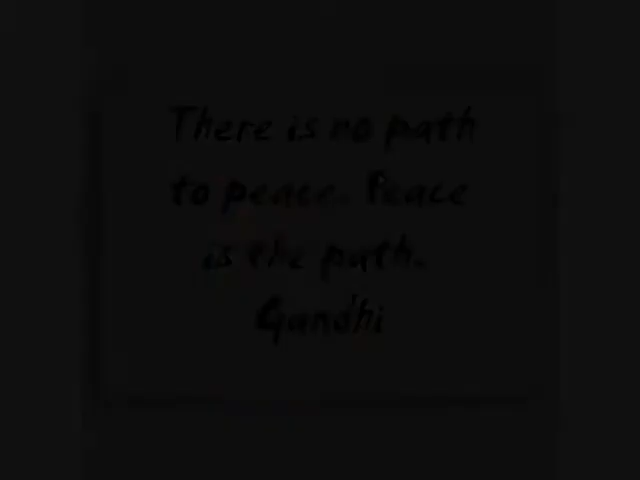 There is no path
to peace. Peace
is the path.
Gandhi